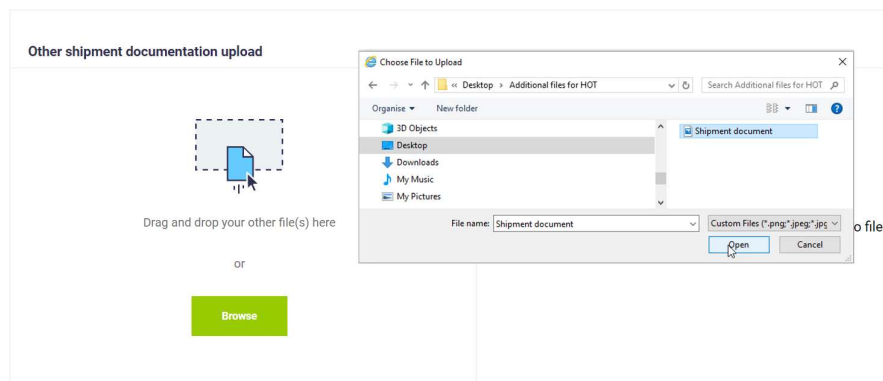 Other shipment documentation upload
Drag and drop your other file(s) here
or
Browse
Choose File to Upload
« Desktop › Additional files for HOT
Search Additional files for HOT
Organise
New folder
3D Objects
Desktop
Downloads
My Music
My Pictures
Shipment document
File name: Shipment document
Custom Files (*.png;*.jpeg;*.jpg
Open
Cancel
o file